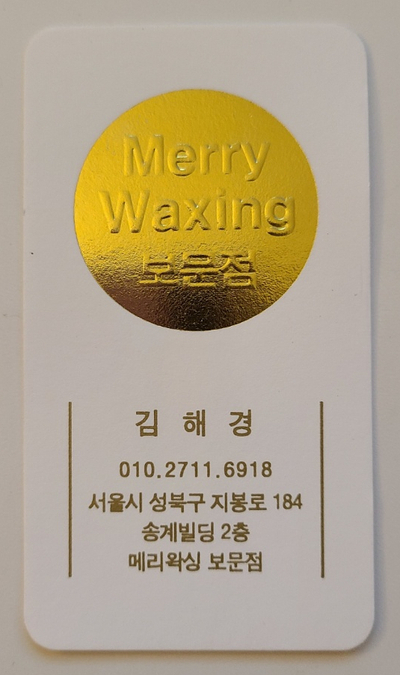 Merry
Waxing
보문점
김 해 경
010.2711.6918
서울시 성북구 지봉로 184
송계빌딩 2층
메리왁싱 보문점